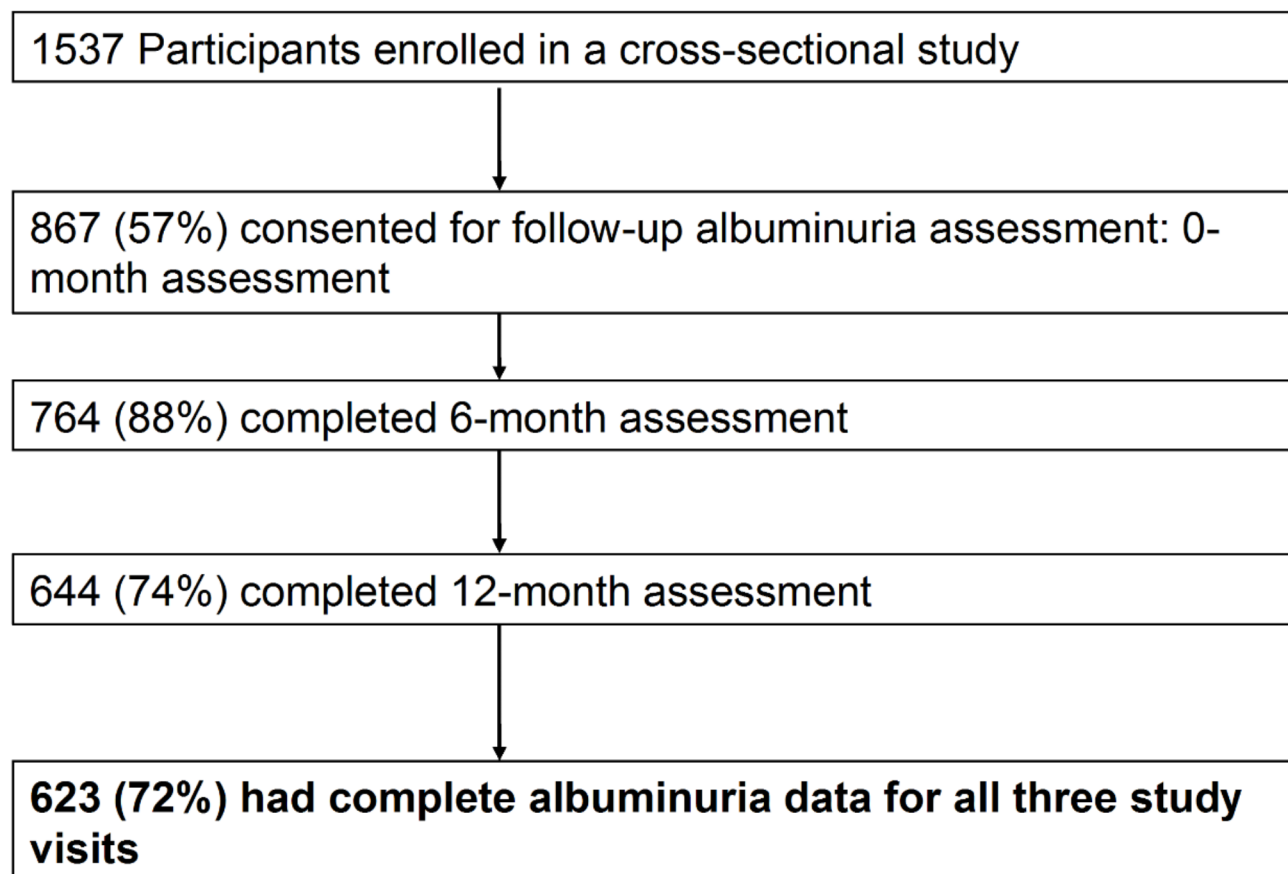 1537 Participants enrolled in a cross-sectional study
867 (57%) consented for follow-up albuminuria assessment: 0-
month assessment
764 (88%) completed 6-month assessment
644 (74%) completed 12-month assessment
623 (72%) had complete albuminuria data for all three study
visits